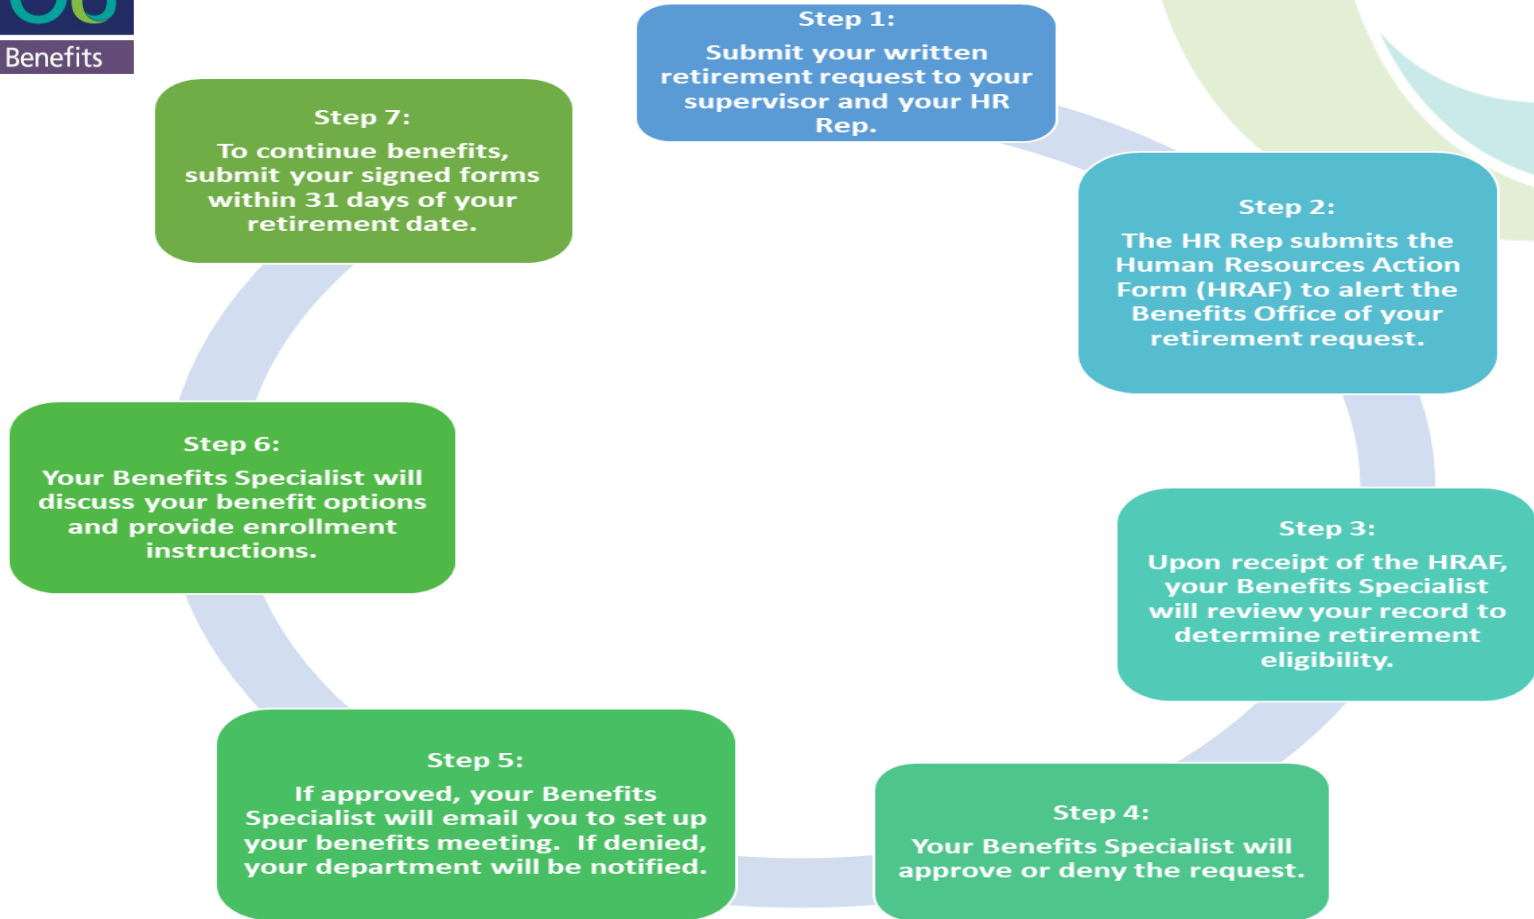 Benefits
Step 1:
Submit your written
retirement request to your
supervisor and your HR
Rep.
Step 2:
The HR Rep submits the
Human Resources Action
Form (HRAF) to alert the
Benefits Office of your
retirement request.
Step 3:
Upon receipt of the HRAF,
your Benefits Specialist
will review your record to
determine retirement
eligibility.
Step 4:
Your Benefits Specialist will
approve or deny the request.
Step 5:
If approved, your Benefits
Specialist will email you to set up
your benefits meeting.  If denied,
your department will be notified.
Step 6:
Your Benefits Specialist will
discuss your benefit options
and provide enrollment
instructions.
Step 7:
To continue benefits,
submit your signed forms
within 31 days of your
retirement date.